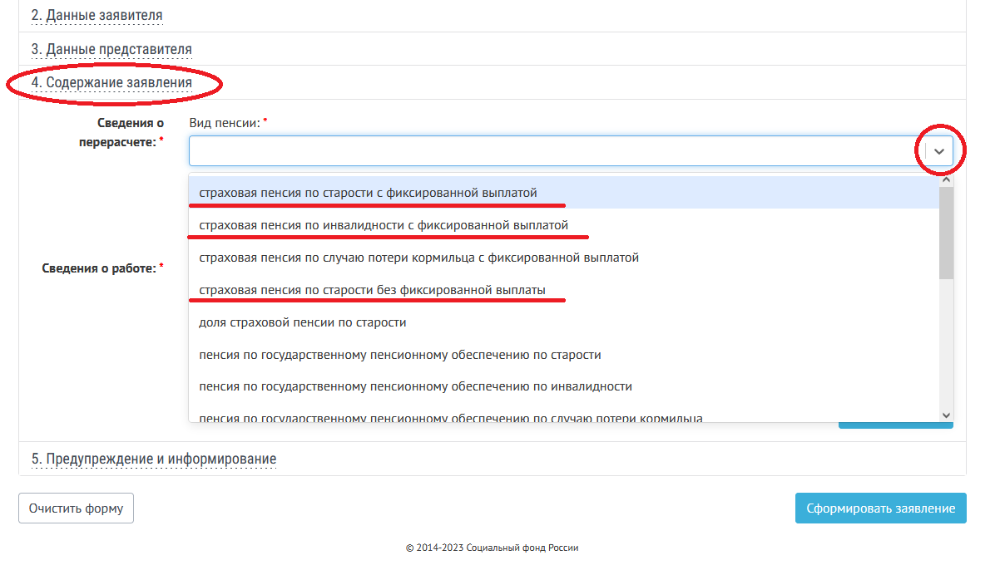 2. Данные заявителя
3. Данные представителя
4. Содержание заявления
Сведения о перерасчете: *
Вид пенсии: *
страховая пенсия по старости с фиксированной выплатой
страховая пенсия по инвалидности с фиксированной выплатой
страховая пенсия по случаю потери кормильца с фиксированной выплатой
Сведения о работе: *
страховая пенсия по старости без фиксированной выплаты
доля страховой пенсии по старости
пенсия по государственному пенсионному обеспечению по старости
пенсия по государственному пенсионному обеспечению по инвалидности
пенсия по государственному пенсионному обеспечению по случаю потери кормильца
5. Предупреждение и информирование
Очистить форму
Сформировать заявление
© 2014-2023 Социальный фонд России